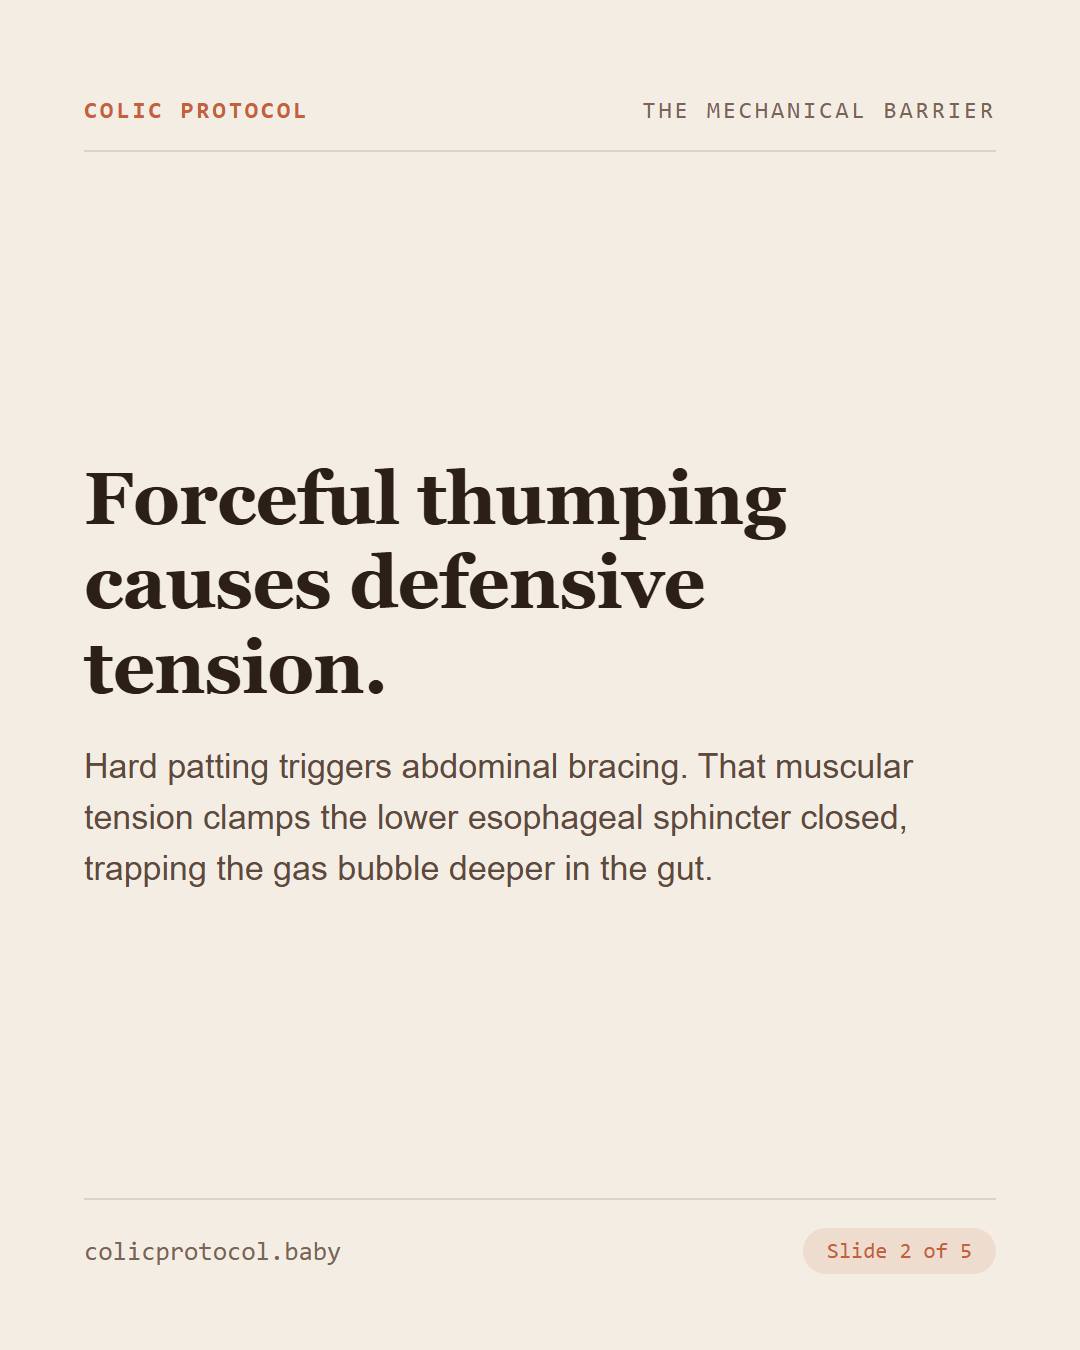 COLIC PROTOCOL
THE MECHANICAL BARRIER
Forceful thumping
causes defensive
tension.
Hard patting triggers abdominal bracing. That muscular
tension clamps the lower esophageal sphincter closed,
trapping the gas bubble deeper in the gut.
colicprotocol.baby
Slide 2 of 5